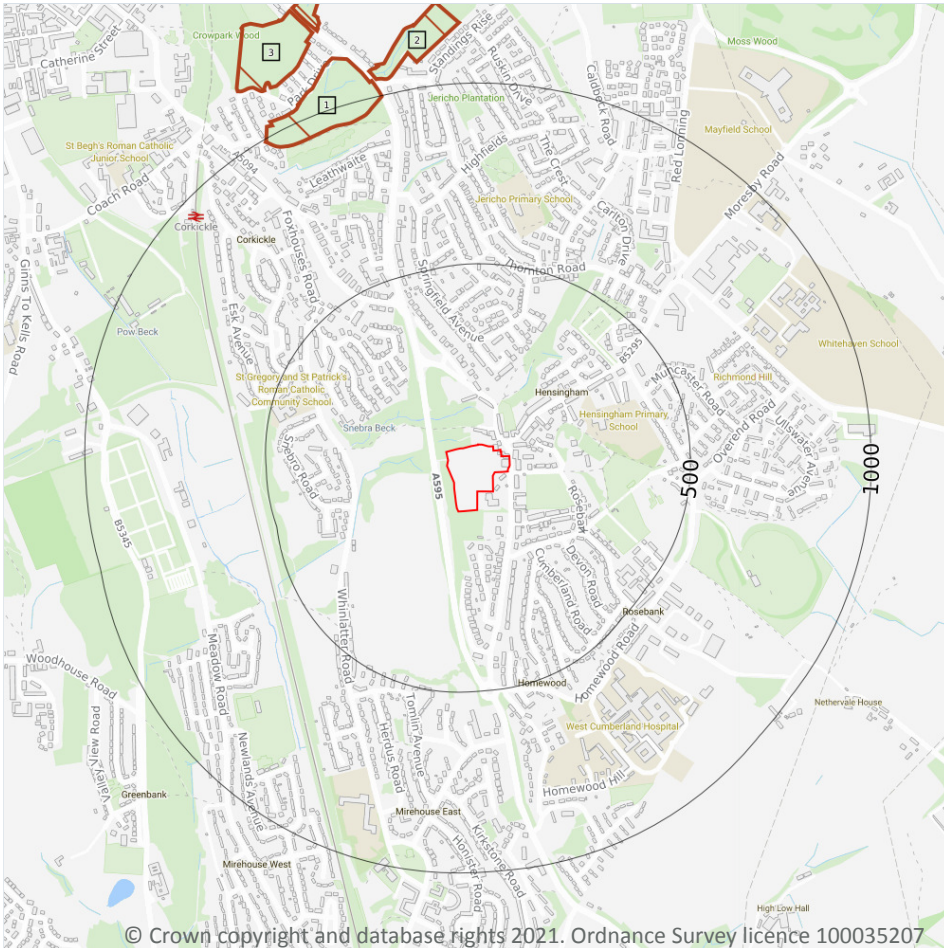 Crowpark Wood
3
2
Standings Rise
Catherine Street
Moss Wood
Park Drive
1
Ruskin Drive
Caldbeck Road
Jericho Plantation
Red Lonning
Mayfield School
St Begh's Roman Catholic
Junior School
B5094
Leathwaite
Highfields
The Crest
Moresby Road
Coach Road
Jericho Primary School
Corkickle
Carlton Drive
Corkickle
Foxhouses Road
Ginns To Kells Road
Thornton Road
Springfield Avenue
Esk Avenue
Pow Beck
B5295
Whitehaven School
St Gregory and St Patrick's
Roman Catholic
Community School
Muncaster Road
Richmond Hill
Hensingham
Hensingham Primary
School
Overend Road
Ullswater Avenue
Snebra Beck
Snebro Road
A595
500
1000
B5345
Rosebank
Devon Road
Cumberland Road
Whinlatter Road
Rosebank
Homewood Road
Meadow Road
Woodhouse Road
Homewood
Nethervale House
Valley View Road
Tomlin Avenue
Herdus Road
West Cumberland Hospital
Newlands Avenue
Homewood Hill
Greenbank
Mirehouse East
Kirkstone Road
Honister Road
Mirehouse West
High Low Hall
© Crown copyright and database rights 2021. Ordnance Survey licence 100035207